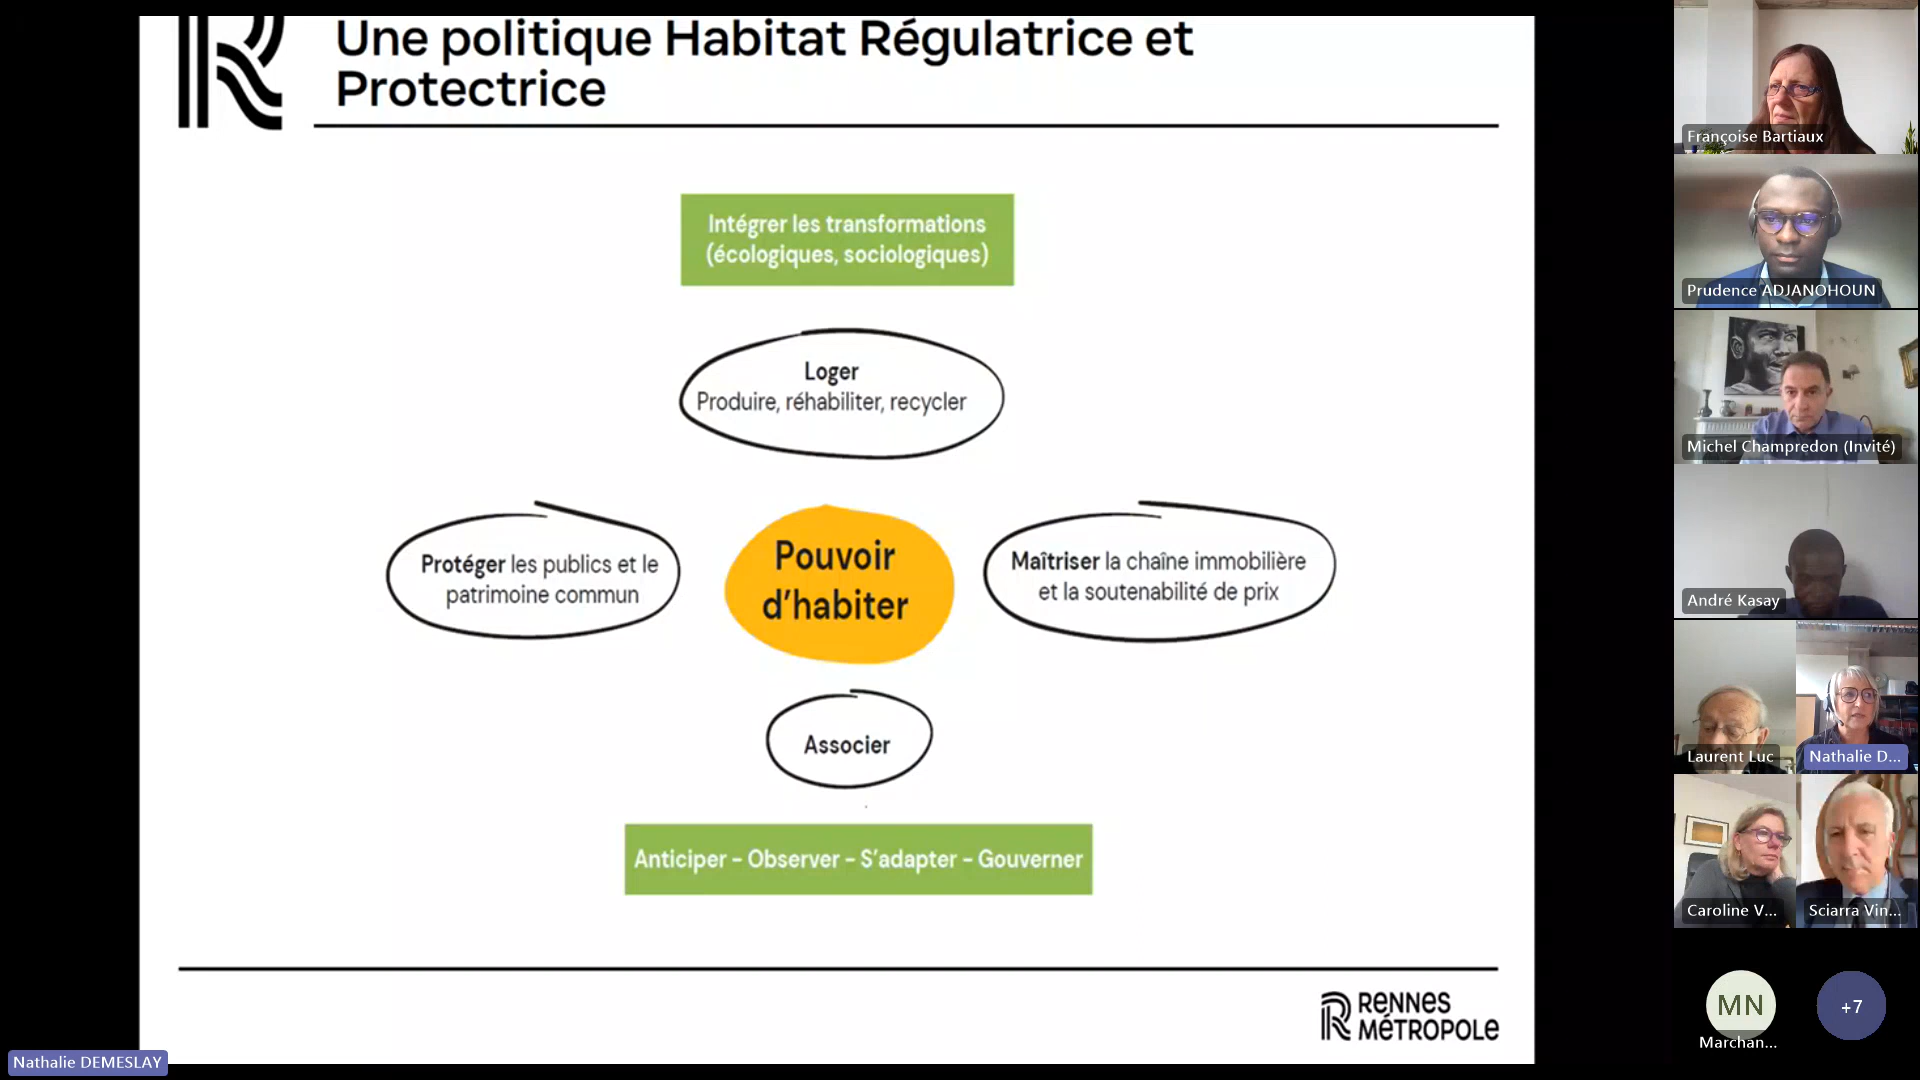 Une politique Habitat Régulatrice et
Protectrice
Intégrer les transformations
(écologiques, sociologiques)
Loger
Produire, réhabiliter, recycler
Protéger les publics et le
patrimoine commun
Pouvoir
d'habiter
Maîtriser la chaîne immobilière
et la soutenabilité de prix
Associer
Anticiper – Observer – S'adapter – Gouverner
RENNES
MÉTROPOLE
Nathalie DEMESLAY
Françoise Bartiaux
Prudence ADJANOHOUN
Michel Champredon (Invité)
André Kasay
Laurent Luc
Nathalie D...
Caroline V...
Sciarra Vin...
MN
Marchan...
+7